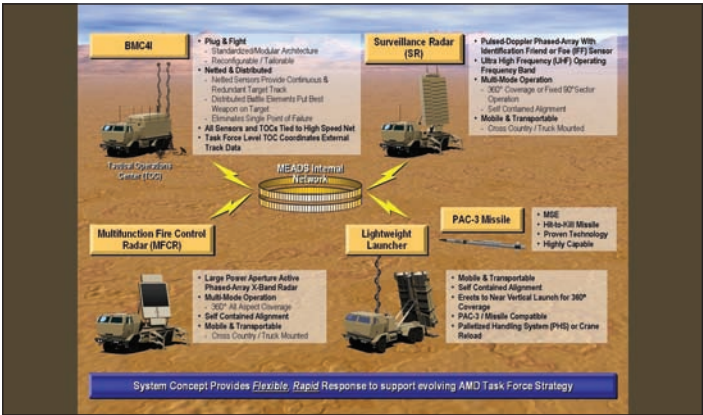 BMC4I
• Plug & Fight
- Standardized/Modular Architecture
- Reconfigurable / Tailorable
• Netted & Distributed
- Netted Sensors Provide Continuous &
Redundant Target Track
- Distributed Battle Elements Put Best
Weapon on Target
- Eliminates Single Point of Failure
• All Sensors and TOCs Tied to High Speed Net
• Task Force Level TOC Coordinates External
Track Data
Tactical Operations
Center (TOC)
Surveillance Radar
(SR)
• Pulsed-Doppler Phased-Array With
Identification Friend or Foe (IFF) Sensor
• Ultra High Frequency (UHF) Operating
Frequency Band
• Multi-Mode Operation
- 360° Coverage or Fixed 90° Sector
Operation
- Self Contained Alignment
• Mobile & Transportable
- Cross Country / Truck Mounted
MEADS Internal
Network
Multifunction Fire Control
Radar (MFCR)
• Large Power Aperture Active
Phased-Array X-Band Radar
• Multi-Mode Operation
- 360° All Aspect Coverage
• Self Contained Alignment
• Mobile & Transportable
- Cross Country / Truck Mounted
Lightweight
Launcher
PAC-3 Missile
• MSE
• Hit-to-Kill Missile
• Proven Technology
• Highly Capable
• Mobile & Transportable
• Self Contained Alignment
• Erects to Near Vertical Launch for 360°
Coverage
• PAC-3 / Missile Compatible
• Palletized Handling System (PHS) or Crane
Reload
System Concept Provides Flexible, Rapid Response to support evolving AMD Task Force Strategy